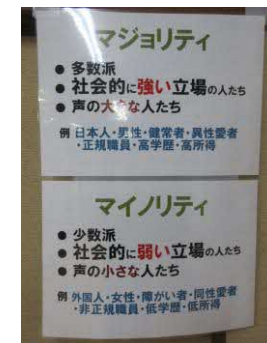 マジョリティ
● 多数派
● 社会的に強い立場の人たち
● 声の大きな人たち
例 日本人・男性・健常者・異性愛者
・正規職員・高学歴・高所得
マイノリティ
● 少数派
● 社会的に弱い立場の人たち
● 声の小さな人たち
例 外国人・女性・障がい者・同性愛者
・非正規職員・低学歴・低所得